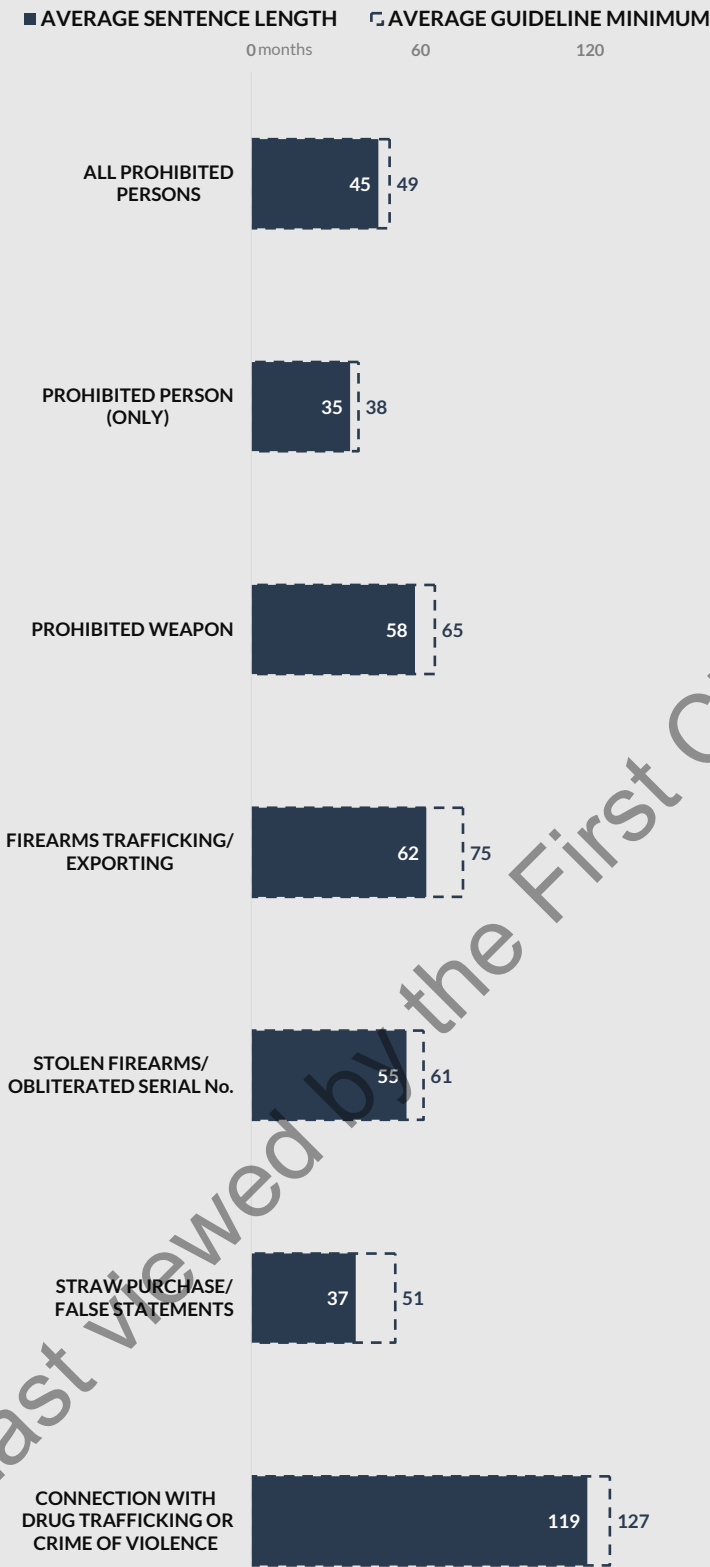 AVERAGE SENTENCE LENGTH AVERAGE GUIDELINE MINIMUM
0 months 60 120
ALL PROHIBITED
PERSONS
45 49
PROHIBITED PERSON
(ONLY)
35 38
PROHIBITED WEAPON
58 65
FIREARMS TRAFFICKING/
EXPORTING
62 75
STOLEN FIREARMS/
OBLITERATED SERIAL No.
55 61
STRAW PURCHASE/
FALSE STATEMENTS
37 51
CONNECTION WITH
DRUG TRAFFICKING OR
CRIME OF VIOLENCE
119 127
last viewed by the First C